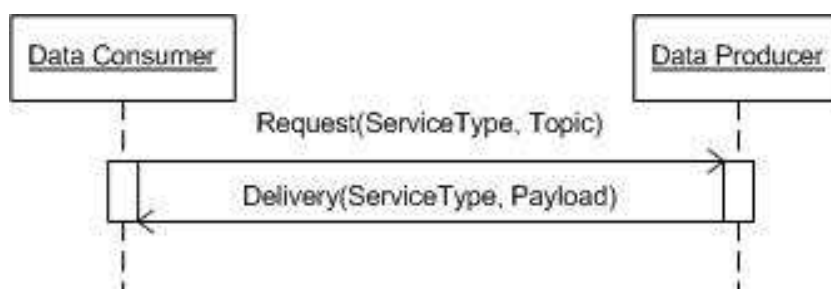 Data Consumer
Data Producer
Request(ServiceType, Topic)
Delivery(ServiceType, Payload)